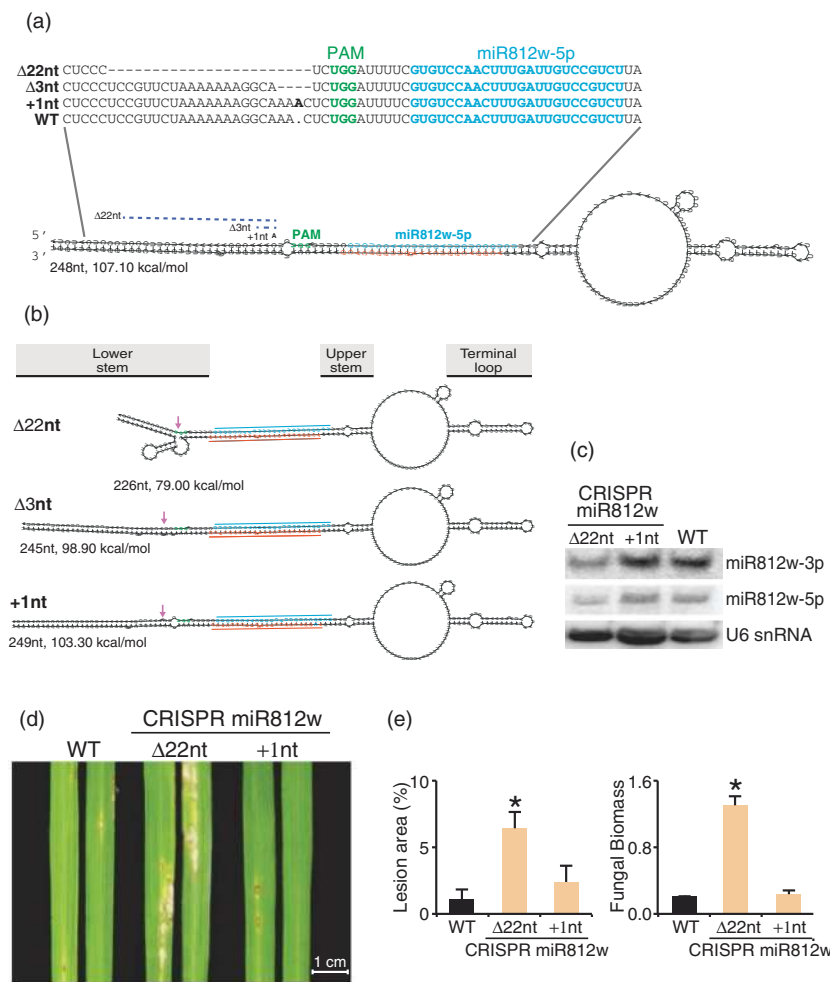 (a)
PAM miR812w-5p
Δ22nt CUCCC----------------------UCUGGAUUUUCGUGUCCAACUUUGAUUGUCCGUCUUA
Δ3nt CUCCCUCCGUUCUAAAAAAAGGCA----UCUGGAUUUUCGUGUCCAACUUUGAUUGUCCGUCUUA
+1nt CUCCCUCCGUUCUAAAAAAAGGCAAAACUCUGGAUUUUCGUGUCCAACUUUGAUUGUCCGUCUUA
WT CUCCCUCCGUUCUAAAAAAAGGCAAA.CUCUGGAUUUUCGUGUCCAACUUUGAUUGUCCGUCUUA
Δ22nt
Δ3nt
+1nt A
5' PAM miR812w-5p
3'
248nt, 107.10 kcal/mol
(b)
Lower stem Upper stem Terminal loop
Δ22nt
226nt, 79.00 kcal/mol
Δ3nt
245nt, 98.90 kcal/mol
+1nt
249nt, 103.30 kcal/mol
(c)
CRISPR
miR812w
Δ22nt +1nt WT
miR812w-3p
miR812w-5p
U6 snRNA
(d)
CRISPR miR812w
WT Δ22nt +1nt
1 cm
(e)
Lesion area (%)
10
5
0
*
WT Δ22nt +1nt
CRISPR miR812w
Fungal Biomass
1.6
1.2
0.0
*
WT Δ22nt +1nt
CRISPR miR812w